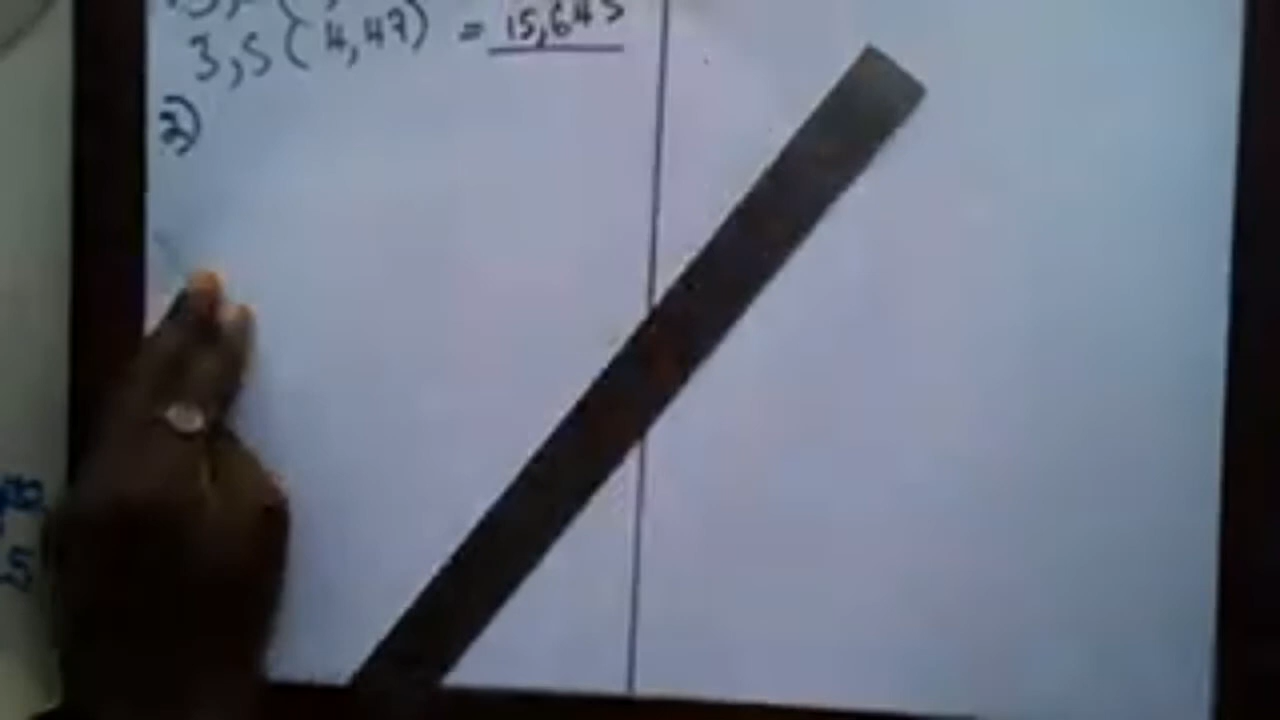 3,5(4,47) = 15,645
2)